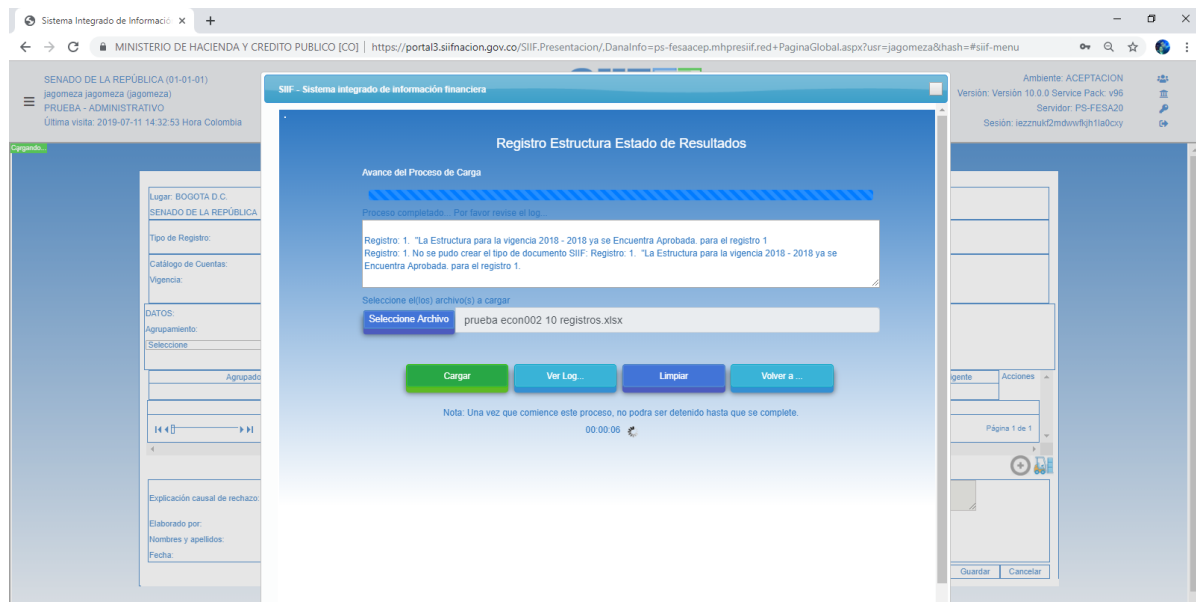 Sistema Integrado de Informació
MINISTERIO DE HACIENDA Y CREDITO PUBLICO [CO] | https://portal3.siifnacion.gov.co/SIIF.Presentacion/,DanaInfo=ps-fesaacep.mhpresiif.red+PaginaGlobal.aspx?usr=jagomeza&hash=#siif-menu
SENADO DE LA REPÚBLICA (01-01-01)
jagomeza jagomeza (jagomeza)
PRUEBA - ADMINISTRATIVO
Última visita: 2019-07-11 14:32:53 Hora Colombia
Ambiente: ACEPTACION
Versión: Versión 10.0.0 Service Pack: v96
Servidor: PS-FESA20
Sesión: iezznukf2mdwwfkjh1la0cxy
Cargando...
SIIF - Sistema integrado de información financiera
.
Registro Estructura Estado de Resultados
Avance del Proceso de Carga
Proceso completado... Por favor revise el log...
Registro: 1. "La Estructura para la vigencia 2018 - 2018 ya se Encuentra Aprobada. para el registro 1
Registro: 1. No se pudo crear el tipo de documento SIIF: Registro: 1. "La Estructura para la vigencia 2018 - 2018 ya se
Encuentra Aprobada. para el registro 1.
Seleccione el(los) archivo(s) a cargar
Seleccione Archivo prueba econ002 10 registros.xlsx
Cargar Ver Log... Limpiar Volver a ...
Nota: Una vez que comience este proceso, no podra ser detenido hasta que se complete.
00:00:06
Lugar: BOGOTA D.C.
SENADO DE LA REPÚBLICA
Tipo de Registro:
Catálogo de Cuentas:
Vigencia:
DATOS:
Agrupamiento:
Seleccione
Agrupado
igente Acciones
Página 1 de 1
Explicación causal de rechazo:
Elaborado por:
Nombres y apellidos:
Fecha:
Guardar Cancelar